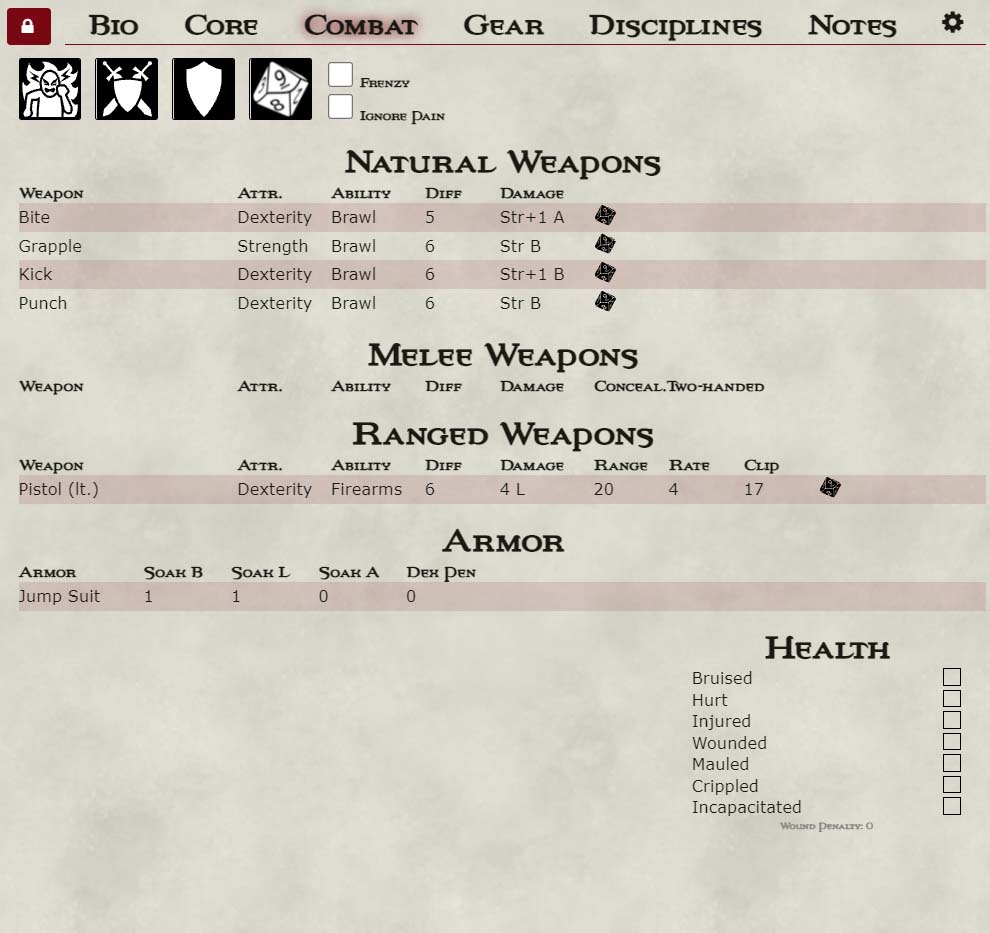 Bio Core Combat Gear Disciplines Notes
9 8
Frenzy
Ignore Pain
Natural Weapons
Weapon Attr. Ability Diff Damage
Bite Dexterity Brawl 5 Str+1 A
Grapple Strength Brawl 6 Str B
Kick Dexterity Brawl 6 Str+1 B
Punch Dexterity Brawl 6 Str B
Melee Weapons
Weapon Attr. Ability Diff Damage Conceal. Two-handed
Ranged Weapons
Weapon Attr. Ability Diff Damage Range Rate Clip
Pistol (lt.) Dexterity Firearms 6 4 L 20 4 17
Armor
Armor Soak B Soak L Soak A Dex Pen
Jump Suit 1 1 0 0
Health
Bruised
Hurt
Injured
Wounded
Mauled
Crippled
Incapacitated
Wound Penalty: 0